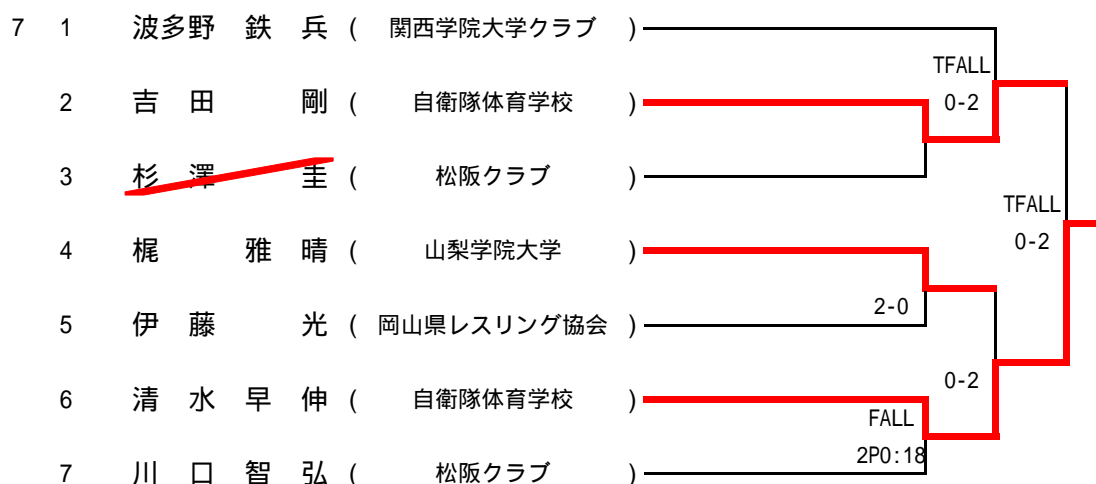 7 1 波多野 鉄 兵 ( 関西学院大学クラブ )
TFALL
2 吉 田 剛 ( 自衛隊体育学校 ) 0-2
3 杉 澤 圭 ( 松阪クラブ )
TFALL
4 梶 雅 晴 ( 山梨学院大学 ) 0-2
5 伊 藤 光 ( 岡山県レスリング協会 ) 2-0
0-2
6 清 水 早 伸 ( 自衛隊体育学校 )
FALL
2P0:18
7 川 口 智 弘 ( 松阪クラブ )